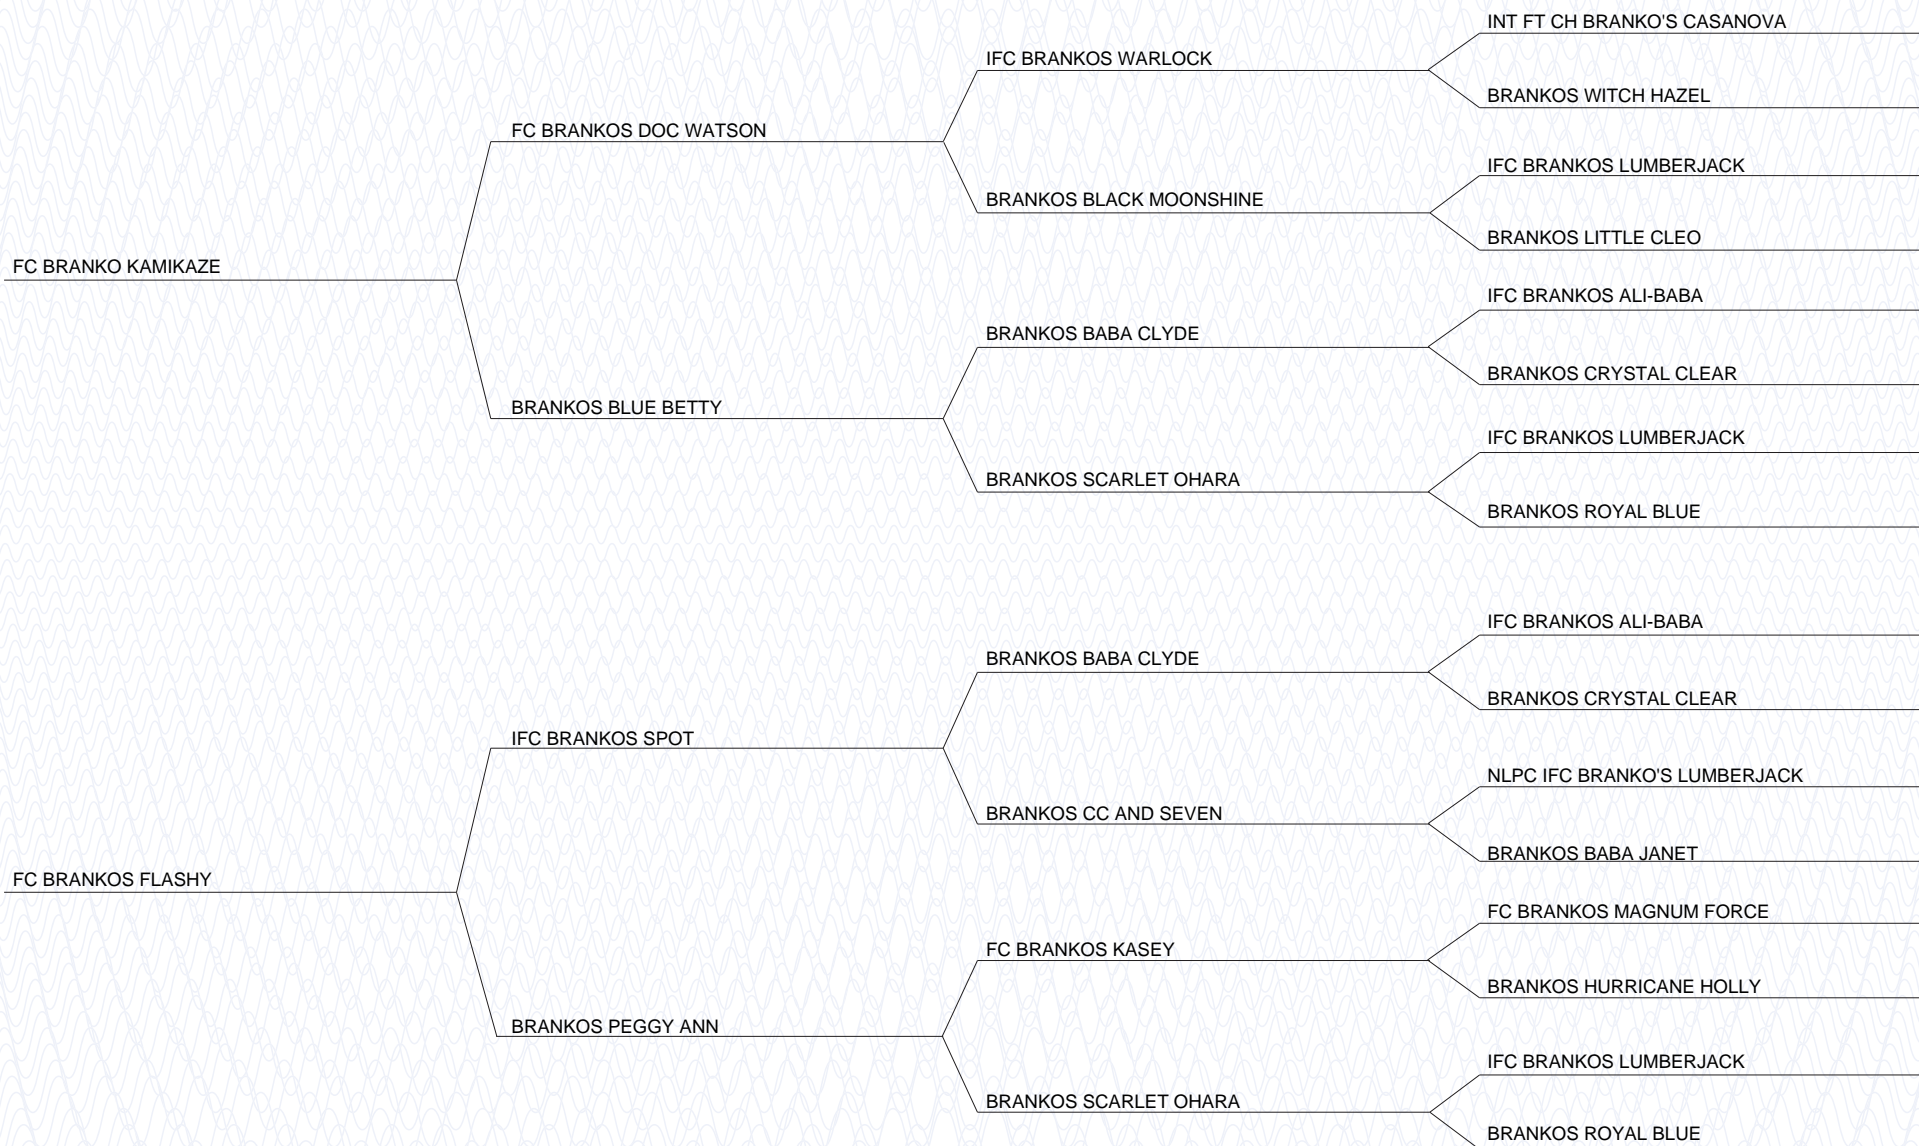 INT FT CH BRANKO'S CASANOVA
IFC BRANKOS WARLOCK
BRANKOS WITCH HAZEL
FC BRANKOS DOC WATSON
IFC BRANKOS LUMBERJACK
BRANKOS BLACK MOONSHINE
BRANKOS LITTLE CLEO
FC BRANKO KAMIKAZE
IFC BRANKOS ALI-BABA
BRANKOS BABA CLYDE
BRANKOS CRYSTAL CLEAR
BRANKOS BLUE BETTY
IFC BRANKOS LUMBERJACK
BRANKOS SCARLET OHARA
BRANKOS ROYAL BLUE
IFC BRANKOS ALI-BABA
BRANKOS BABA CLYDE
BRANKOS CRYSTAL CLEAR
IFC BRANKOS SPOT
NLPC IFC BRANKO'S LUMBERJACK
BRANKOS CC AND SEVEN
BRANKOS BABA JANET
FC BRANKOS FLASHY
FC BRANKOS MAGNUM FORCE
FC BRANKOS KASEY
BRANKOS HURRICANE HOLLY
BRANKOS PEGGY ANN
IFC BRANKOS LUMBERJACK
BRANKOS SCARLET OHARA
BRANKOS ROYAL BLUE